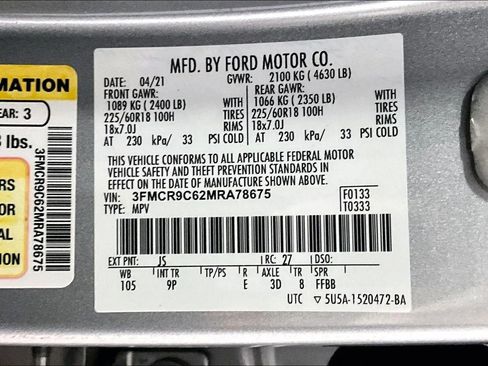 RMATION
EAR: 3
lbs.
ERS
OR
AL
3FMCR9C62MRA78675
MFD. BY FORD MOTOR CO.
DATE: 04/21 GVWR: 2100 KG ( 4630 LB)
FRONT GAWR: REAR GAWR:
1089 KG ( 2400 LB) WITH 1066 KG ( 2350 LB) WITH
225/60R18 100H TIRES 225/60R18 100H TIRES
18x7.0J RIMS 18x7.0J RIMS
AT 230 kPa/ 33 PSI COLD AT 230 kPa/ 33 PSI COLD
THIS VEHICLE CONFORMS TO ALL APPLICABLE FEDERAL MOTOR
VEHICLE SAFETY AND THEFT PREVENTION STANDARDS IN
EFFECT ON THE DATE OF MANUFACTURE SHOWN ABOVE.
VIN: 3FMCR9C62MRA78675 F0133
TYPE: MPV T0333
EXT PNT: JS RC: 27 DSO:
WB INT TR TP/PS R AXLE TR SPR
105 9P E 3D 8 FFBB
UTC ▽ 5U5A-1520472-BA